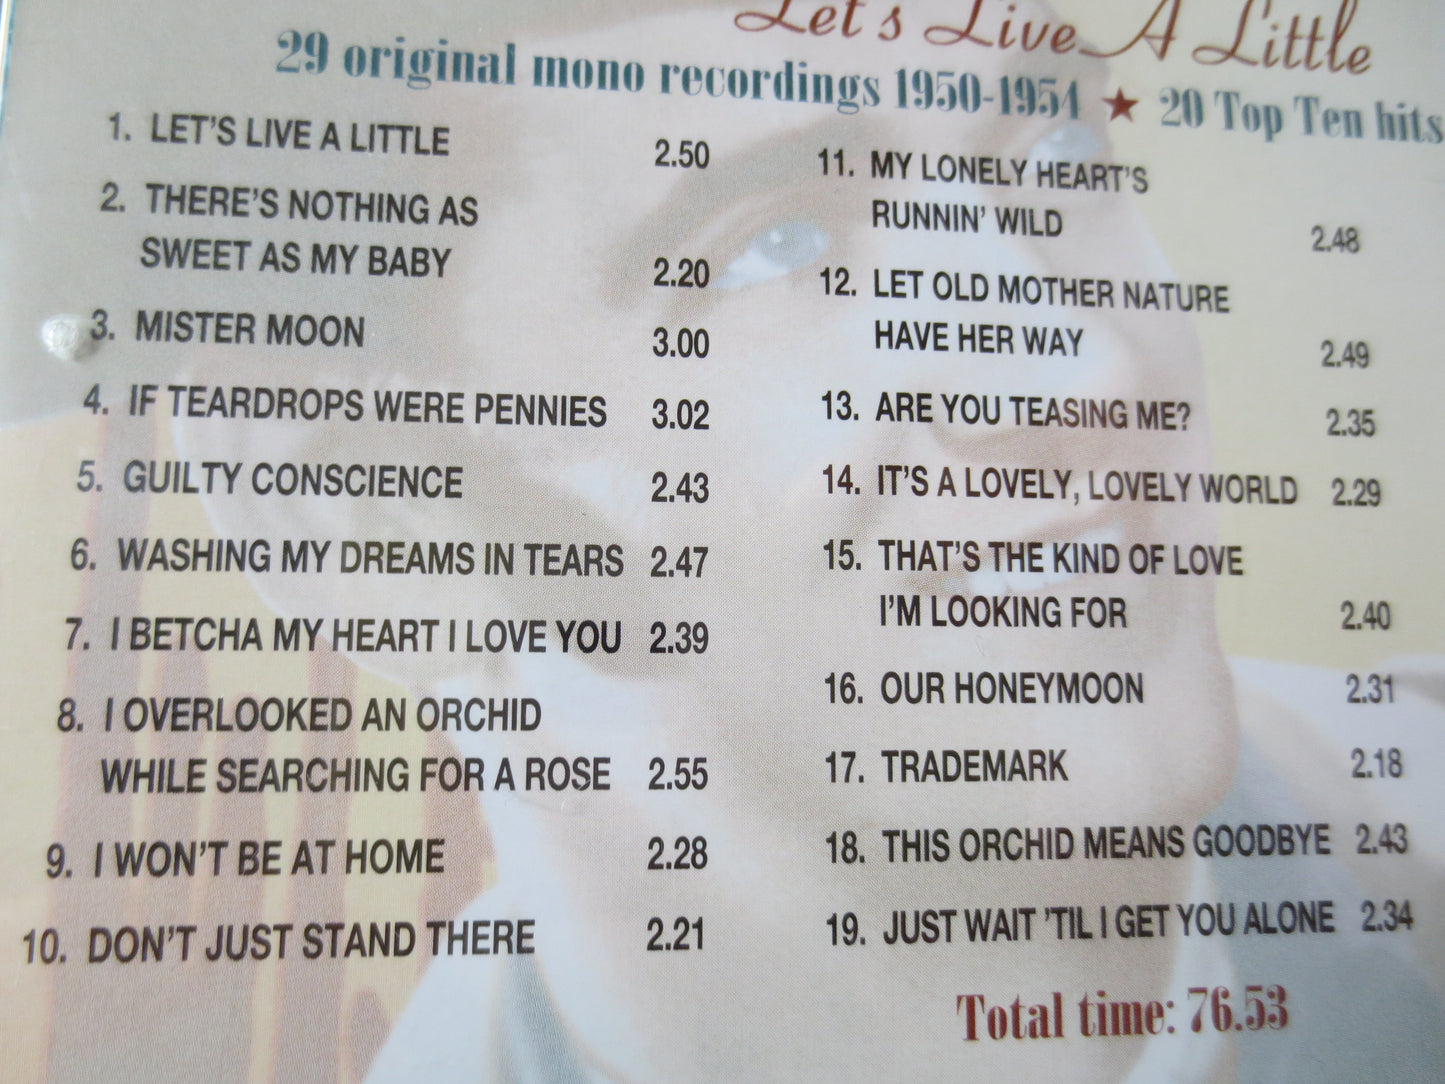 Let's Live A Little
29 original mono recordings 1950-1954 ★ 20 Top Ten hits
1. LET'S LIVE A LITTLE 2.50
2. THERE'S NOTHING AS
SWEET AS MY BABY 2.20
3. MISTER MOON 3.00
4. IF TEARDROPS WERE PENNIES 3.02
5. GUILTY CONSCIENCE 2.43
6. WASHING MY DREAMS IN TEARS 2.47
7. I BETCHA MY HEART I LOVE YOU 2.39
8. I OVERLOOKED AN ORCHID
WHILE SEARCHING FOR A ROSE 2.55
9. I WON'T BE AT HOME 2.28
10. DON'T JUST STAND THERE 2.21
11. MY LONELY HEART'S
RUNNIN' WILD 2.48
12. LET OLD MOTHER NATURE
HAVE HER WAY 2.49
13. ARE YOU TEASING ME? 2.35
14. IT'S A LOVELY, LOVELY WORLD 2.29
15. THAT'S THE KIND OF LOVE
I'M LOOKING FOR 2.40
16. OUR HONEYMOON 2.31
17. TRADEMARK 2.18
18. THIS ORCHID MEANS GOODBYE 2.43
19. JUST WAIT 'TIL I GET YOU ALONE 2.34
Total time: 76.53